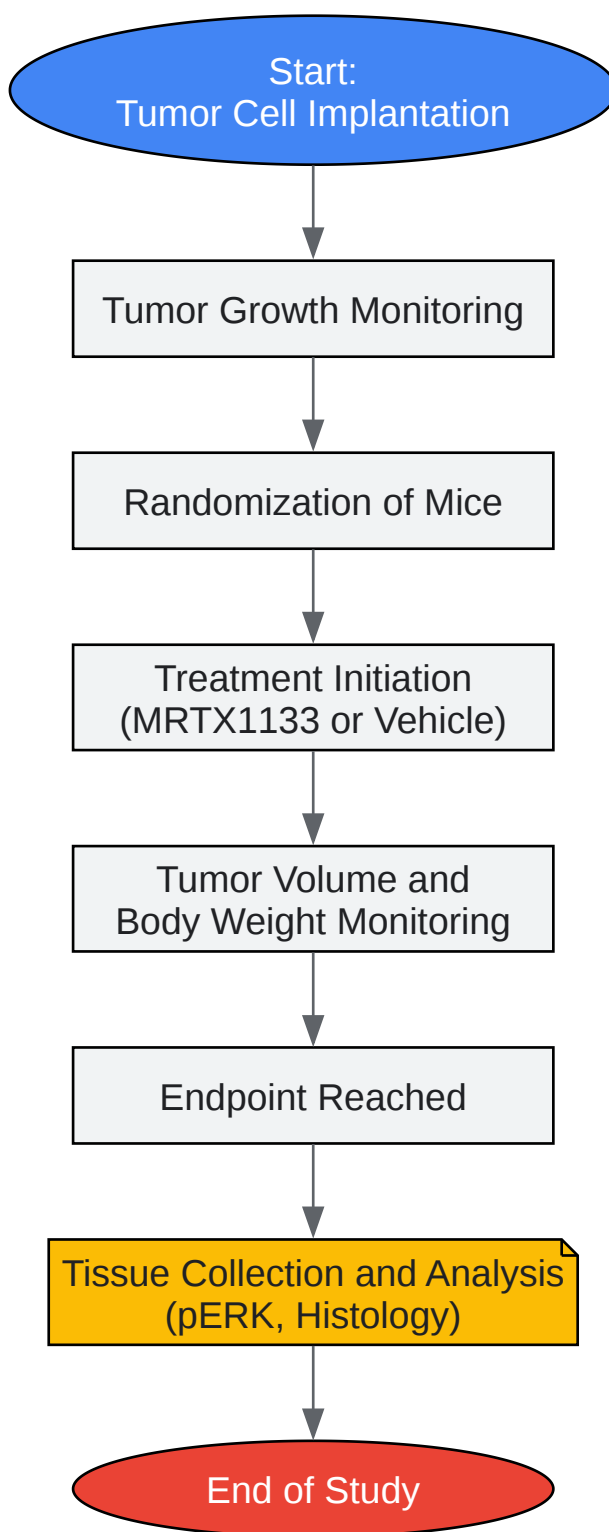 Start:
Tumor Cell Implantation
Tumor Growth Monitoring
Randomization of Mice
Treatment Initiation
(MRTX1133 or Vehicle)
Tumor Volume and
Body Weight Monitoring
Endpoint Reached
Tissue Collection and Analysis
(pERK, Histology)
End of Study